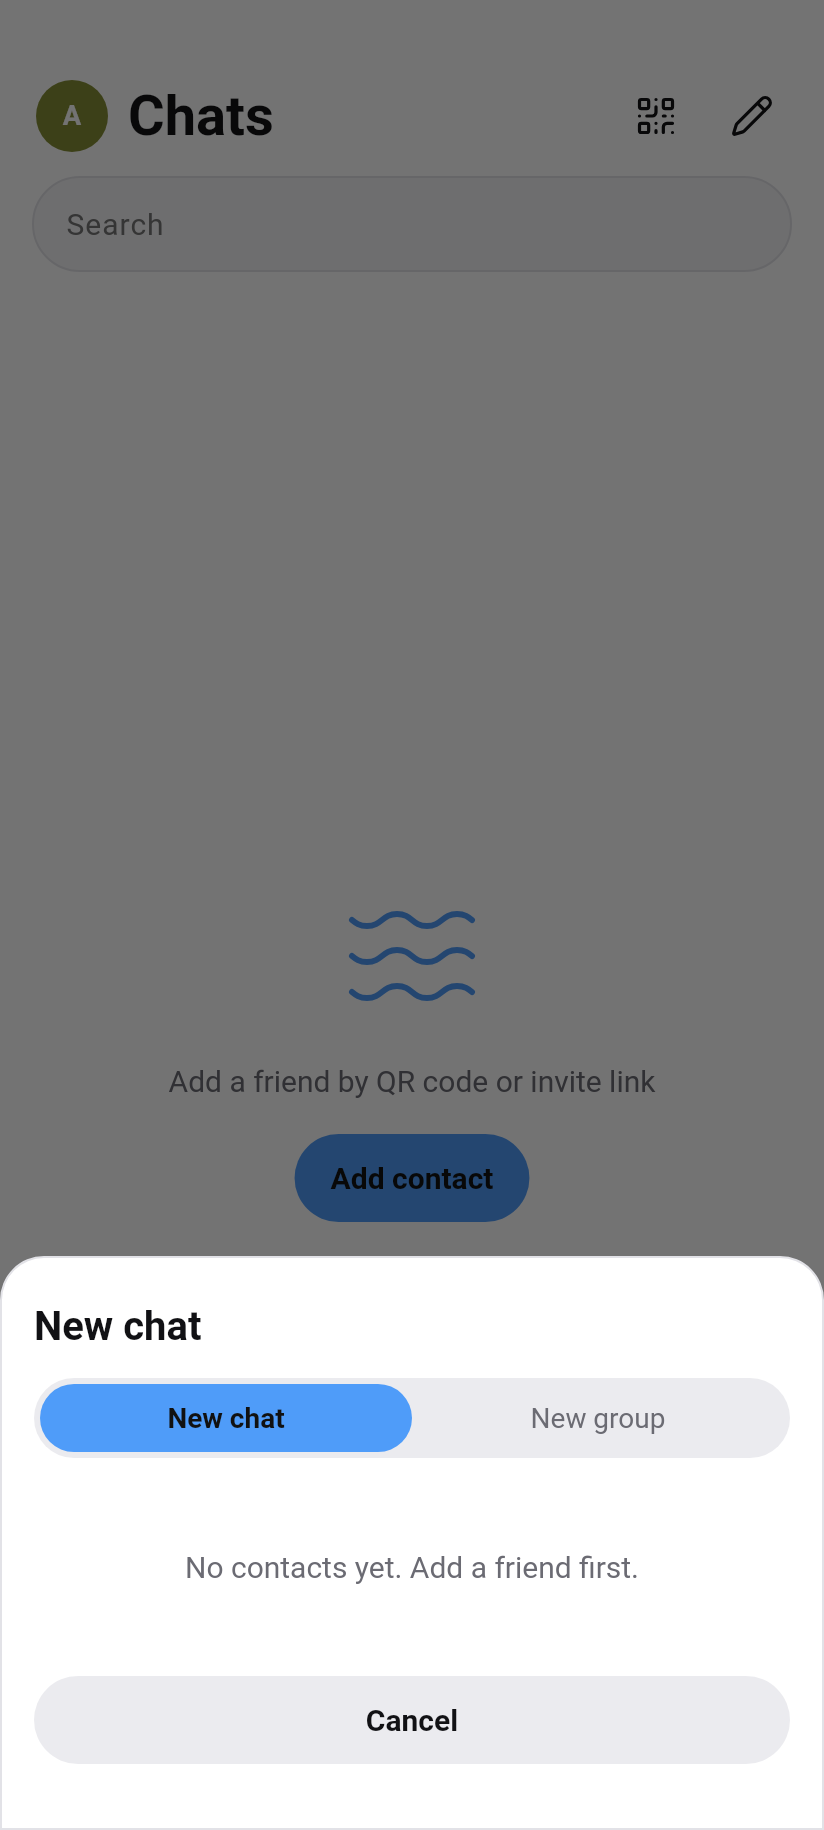 A
Chats
Search
Add a friend by QR code or invite link
Add contact
New chat
New chat
New group
No contacts yet. Add a friend first.
Cancel